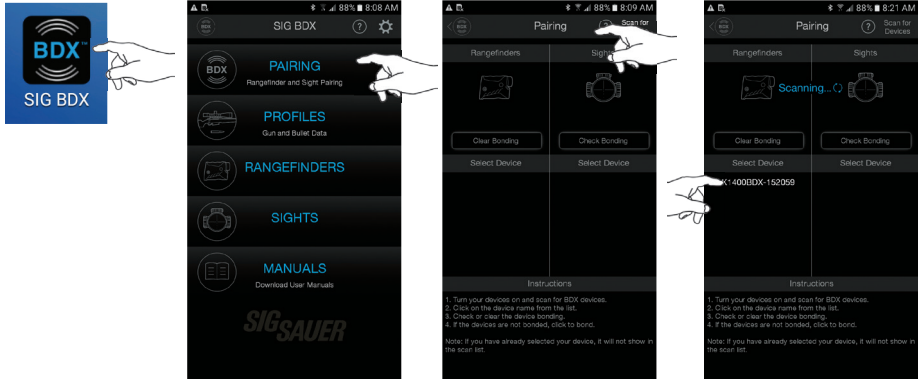 BDX™
SIG BDX
88% 8:08 AM
SIG BDX ?
BDX
PAIRING
Rangefinder and Sight Pairing
PROFILES
Gun and Bullet Data
RANGEFINDERS
SIGHTS
MANUALS
Download User Manuals
SIG SAUER
88% 8:09 AM
BDX Pairing ? Scan for
Rangefinders Sights
Clear Bonding Check Bonding
Select Device Select Device
Instructions
1. Turn your devices on and scan for BDX devices.
2. Click on the device name from the list.
3. Check or clear the device bonding.
4. If the devices are not bonded, click to bond.
Note: If you have already selected your device, it will not show in
the scan list.
88% 8:21 AM
BDX Pairing ? Scan for
Devices
Rangefinders Sights
Scanning...
Clear Bonding Check Bonding
Select Device Select Device
K1400BDX-152059
Instructions
1. Turn your devices on and scan for BDX devices.
2. Click on the device name from the list.
3. Check or clear the device bonding.
4. If the devices are not bonded, click to bond.
Note: If you have already selected your device, it will not show in
the scan list.